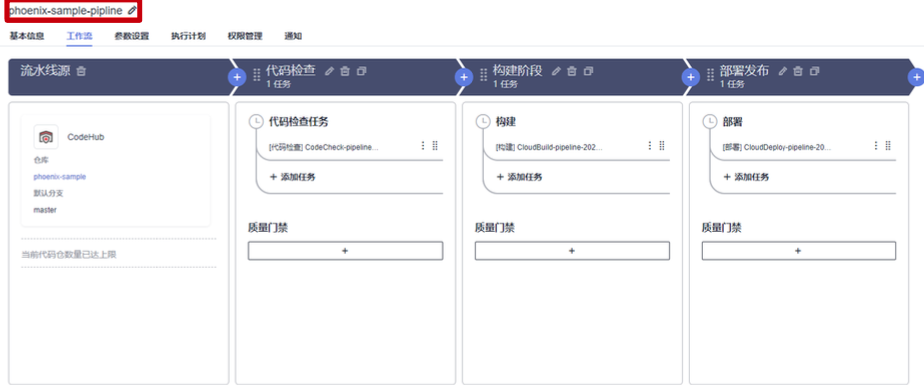 phoenix-sample-pipline
基本信息 工作流 参数设置 执行计划 权限管理 通知
流水线源 代码检查 构建阶段 部署发布
1 任务 1 任务 1 任务
CodeHub
仓库
phoenix-sample
默认分支
master
当前代码仓数量已达上限
代码检查任务
[代码检查] CodeCheck-pipeline...
+ 添加任务
质量门禁
+
构建
[构建] CloudBuild-pipeline-202...
+ 添加任务
质量门禁
+
部署
[部署] CloudDeploy-pipeline-20...
+ 添加任务
质量门禁
+